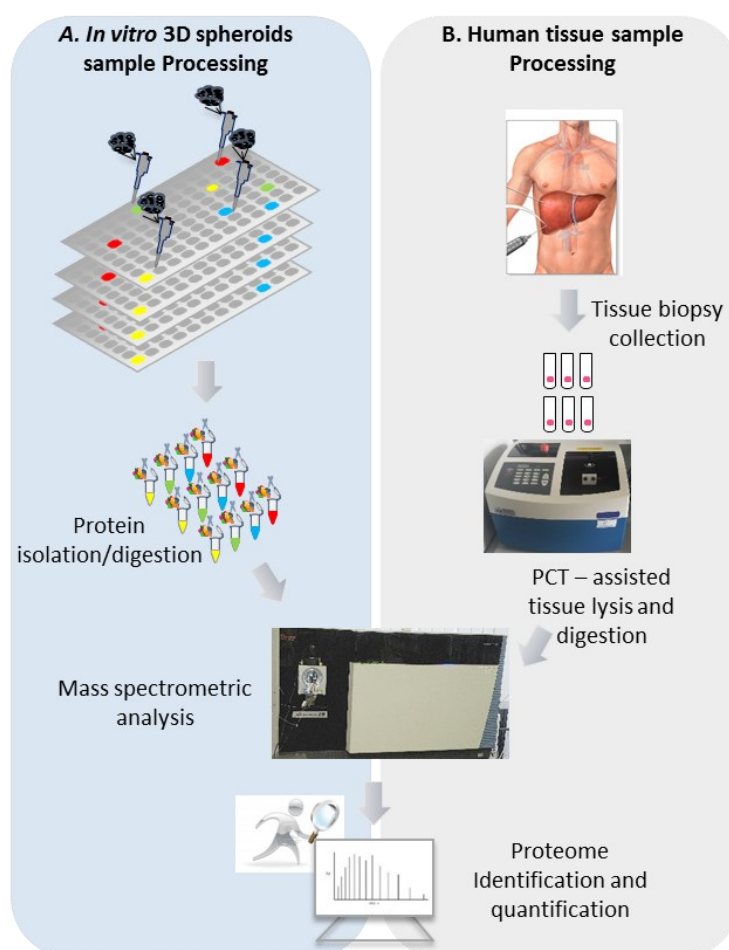 A. In vitro 3D spheroids
sample Processing
B. Human tissue sample
Processing
Tissue biopsy
collection
Protein
isolation/digestion
PCT – assisted
tissue lysis and
digestion
Mass spectrometric
analysis
Proteome
Identification and
quantification